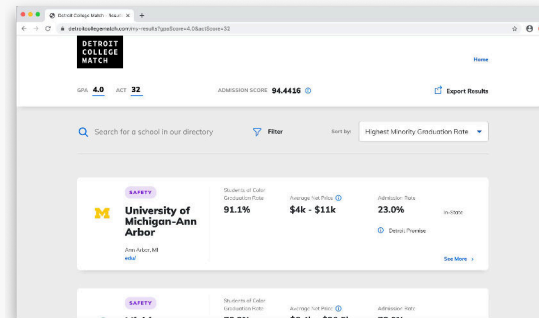 Detroit College Match - Result
detroitcollegematch.com/my-results?gpaScore=4.0&actScore=32
DETROIT
COLLEGE
MATCH
Home
GPA 4.0 ACT 32 ADMISSION SCORE 94.4416 Export Results
Search for a school in our directory Filter Sort by: Highest Minority Graduation Rate
SAFETY
University of
Michigan-Ann
Arbor
Ann Arbor, MI
edu/
Students of Color
Graduation Rate
91.1%
Average Net Price
$4k - $11k
Admission Rate
23.0%
Detroit Promise
In-State
See More
SAFETY
Students of Color
Graduation Rate
Average Net Price
Admission Rate